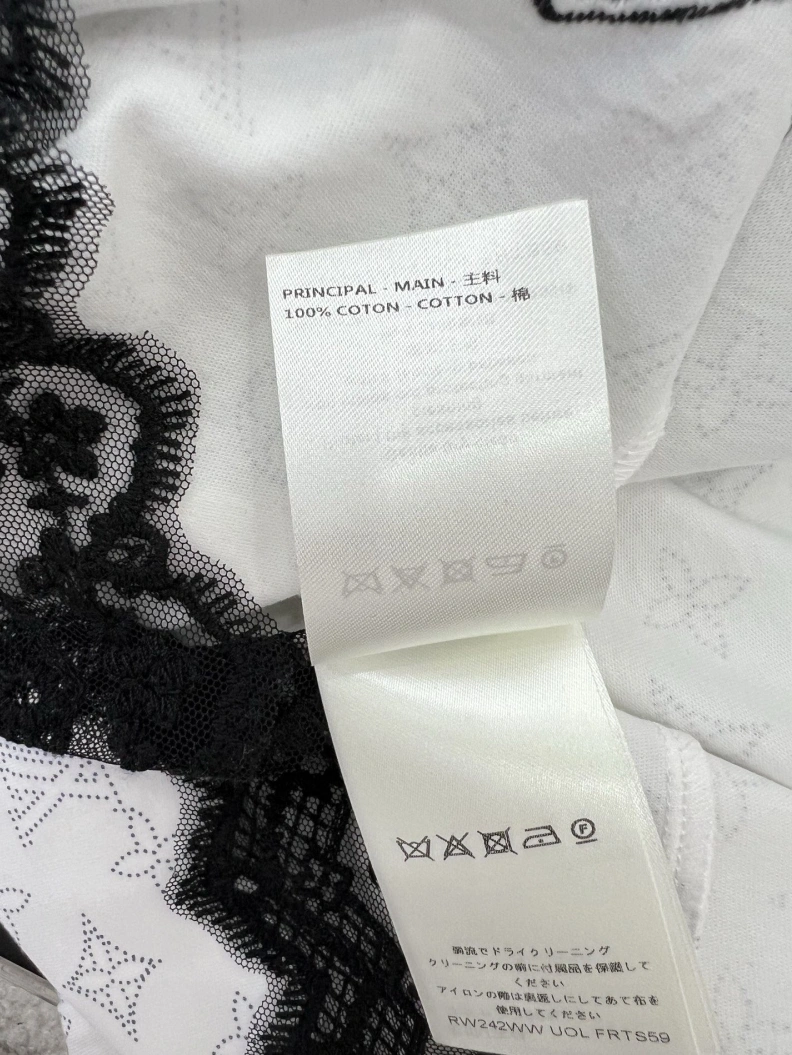 PRINCIPAL - MAIN - 主料
100% COTON - COTTON - 棉
F
弱流でドライクリーニング
クリーニングの前に付属品を保護して
ください
アイロンの際は裏返しにしてあて布を
使用してください
RW242WW UOL FRTS59